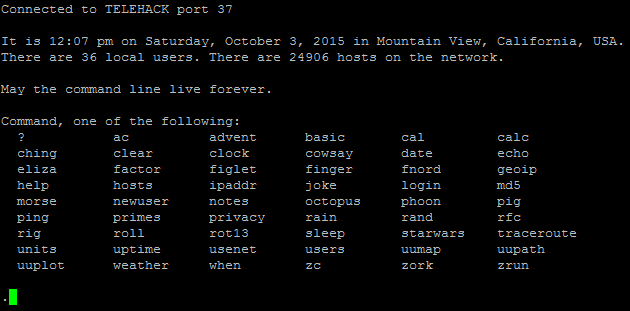 Connected to TELEHACK port 37
It is 12:07 pm on Saturday, October 3, 2015 in Mountain View, California, USA.
There are 36 local users. There are 24906 hosts on the network.
May the command line live forever.
Command, one of the following:
? ac advent basic cal calc
ching clear clock cowsay date echo
eliza factor figlet finger fnord geoip
help hosts ipaddr joke login md5
morse newuser notes octopus phoon pig
ping primes privacy rain rand rfc
rig roll rot13 sleep starwars traceroute
units uptime usenet users uumap uupath
uuplot weather when zc zork zrun
.